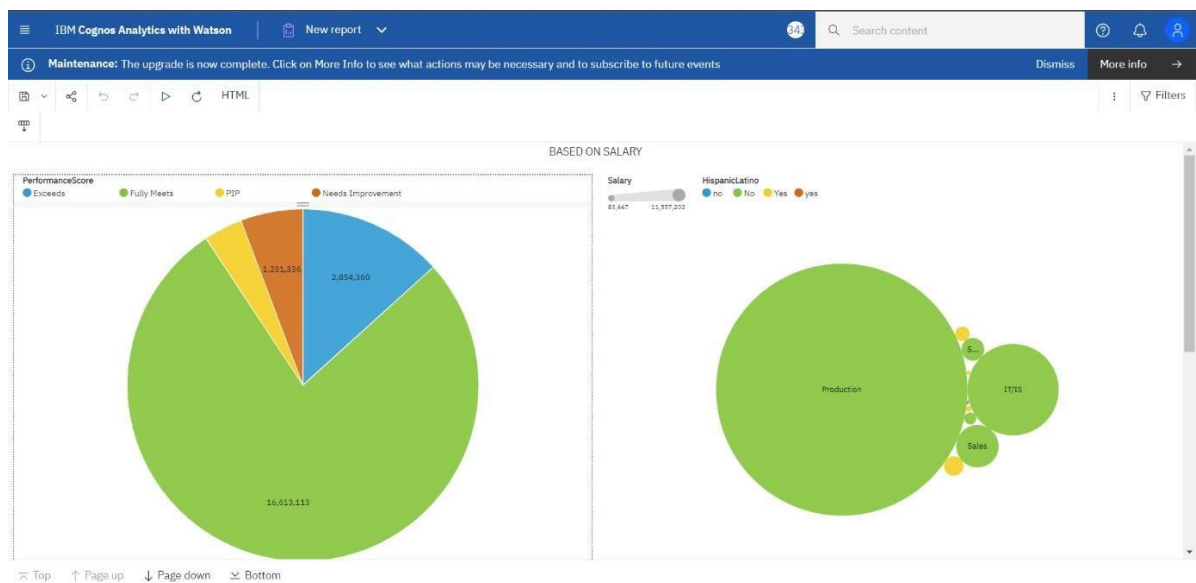 IBM Cognos Analytics with Watson
New report
Search content
Maintenance: The upgrade is now complete. Click on More Info to see what actions may be necessary and to subscribe to future events
Dismiss
More info
HTML
Filters
BASED ON SALARY
PerformanceScore
Exceeds
Fully Meets
PIP
Needs Improvement
1,231,336
2,854,360
16,613,113
Salary
11,557,202
HispanicLatino
no
No
Yes
yes
Production
S...
IT/IS
Sales
Top
Page up
Page down
Bottom